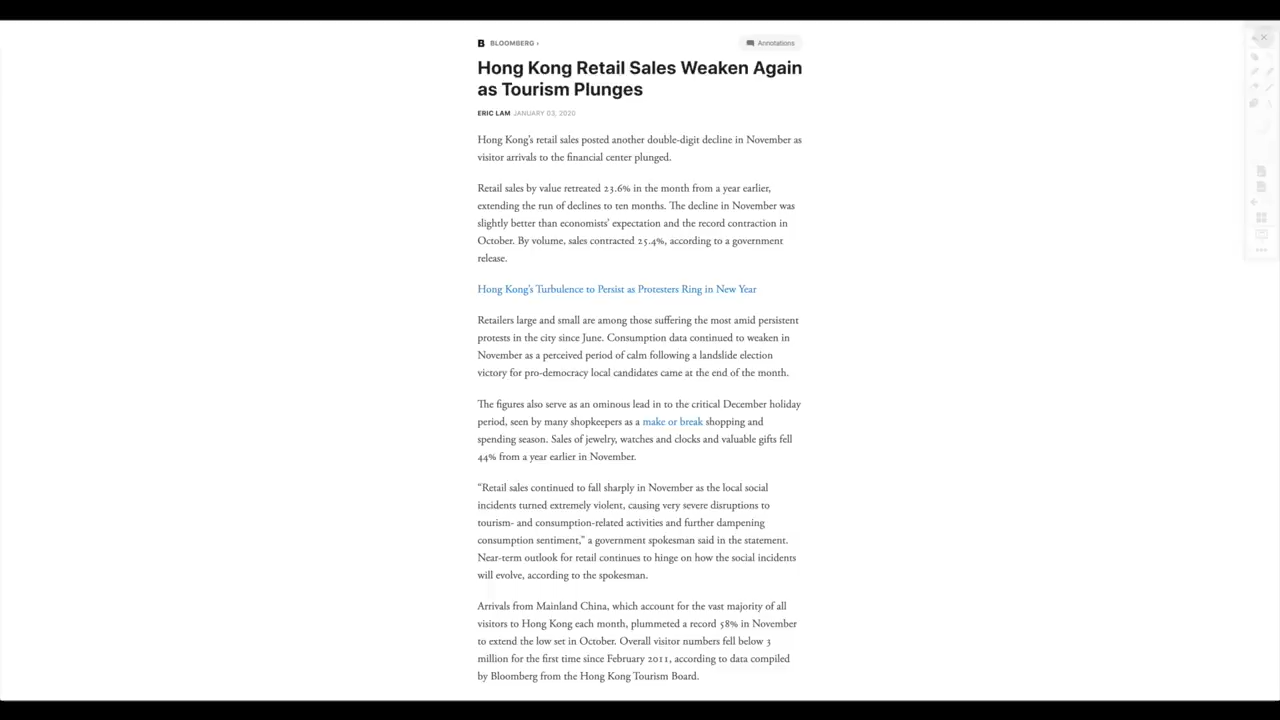 B BLOOMBERG ›
Annotations
Hong Kong Retail Sales Weaken Again
as Tourism Plunges
ERIC LAM JANUARY 03, 2020
Hong Kong's retail sales posted another double-digit decline in November as
visitor arrivals to the financial center plunged.
Retail sales by value retreated 23.6% in the month from a year earlier,
extending the run of declines to ten months. The decline in November was
slightly better than economists' expectation and the record contraction in
October. By volume, sales contracted 25.4%, according to a government
release.
Hong Kong's Turbulence to Persist as Protesters Ring in New Year
Retailers large and small are among those suffering the most amid persistent
protests in the city since June. Consumption data continued to weaken in
November as a perceived period of calm following a landslide election
victory for pro-democracy local candidates came at the end of the month.
The figures also serve as an ominous lead in to the critical December holiday
period, seen by many shopkeepers as a make or break shopping and
spending season. Sales of jewelry, watches and clocks and valuable gifts fell
44% from a year earlier in November.
“Retail sales continued to fall sharply in November as the local social
incidents turned extremely violent, causing very severe disruptions to
tourism- and consumption-related activities and further dampening
consumption sentiment,” a government spokesman said in the statement.
Near-term outlook for retail continues to hinge on how the social incidents
will evolve, according to the spokesman.
Arrivals from Mainland China, which account for the vast majority of all
visitors to Hong Kong each month, plummeted a record 58% in November
to extend the low set in October. Overall visitor numbers fell below 3
million for the first time since February 2011, according to data compiled
by Bloomberg from the Hong Kong Tourism Board.